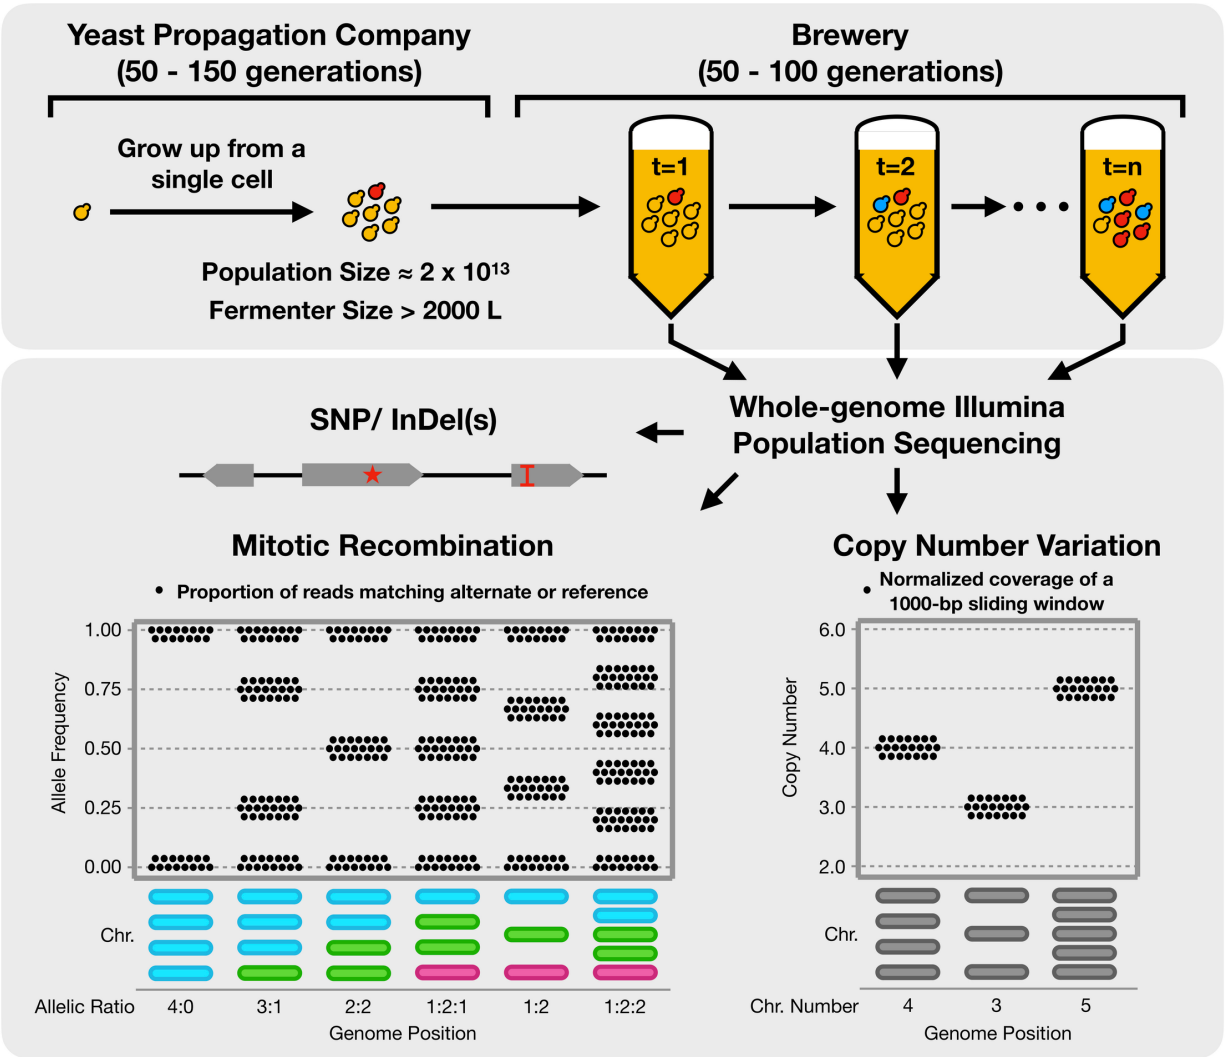 Yeast Propagation Company
(50 - 150 generations)
Brewery
(50 - 100 generations)
Grow up from a
single cell
t=1
t=2
t=n
Population Size ≈ 2 x 10¹³
Fermenter Size > 2000 L
Whole-genome Illumina
Population Sequencing
SNP/ InDel(s)
Mitotic Recombination
• Proportion of reads matching alternate or reference
Allele Frequency
1.00
0.75
0.50
0.25
0.00
Chr.
Allelic Ratio 4:0 3:1 2:2 1:2:1 1:2 1:2:2
Genome Position
Copy Number Variation
• Normalized coverage of a
1000-bp sliding window
Copy Number
6.0
5.0
4.0
3.0
2.0
Chr.
Chr. Number 4 3 5
Genome Position